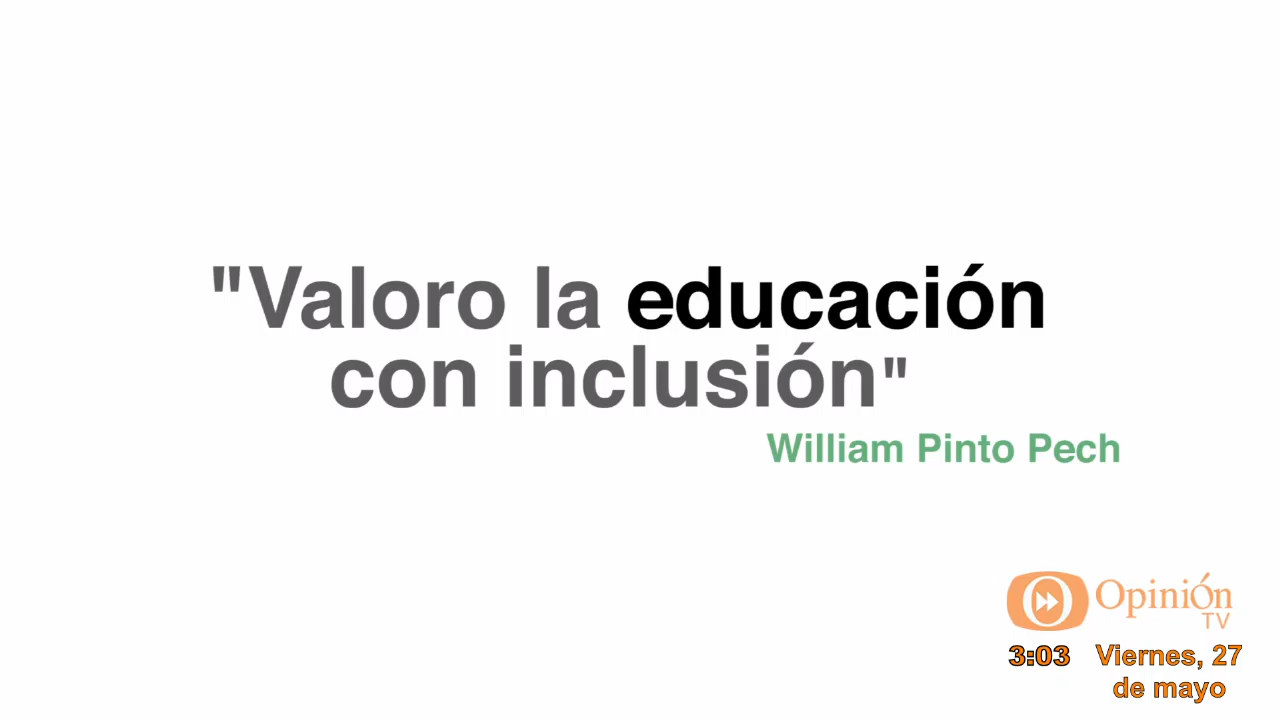 "Valoro la educación
con inclusión"
William Pinto Pech
Opinión
TV
3:03 Viernes, 27
de mayo